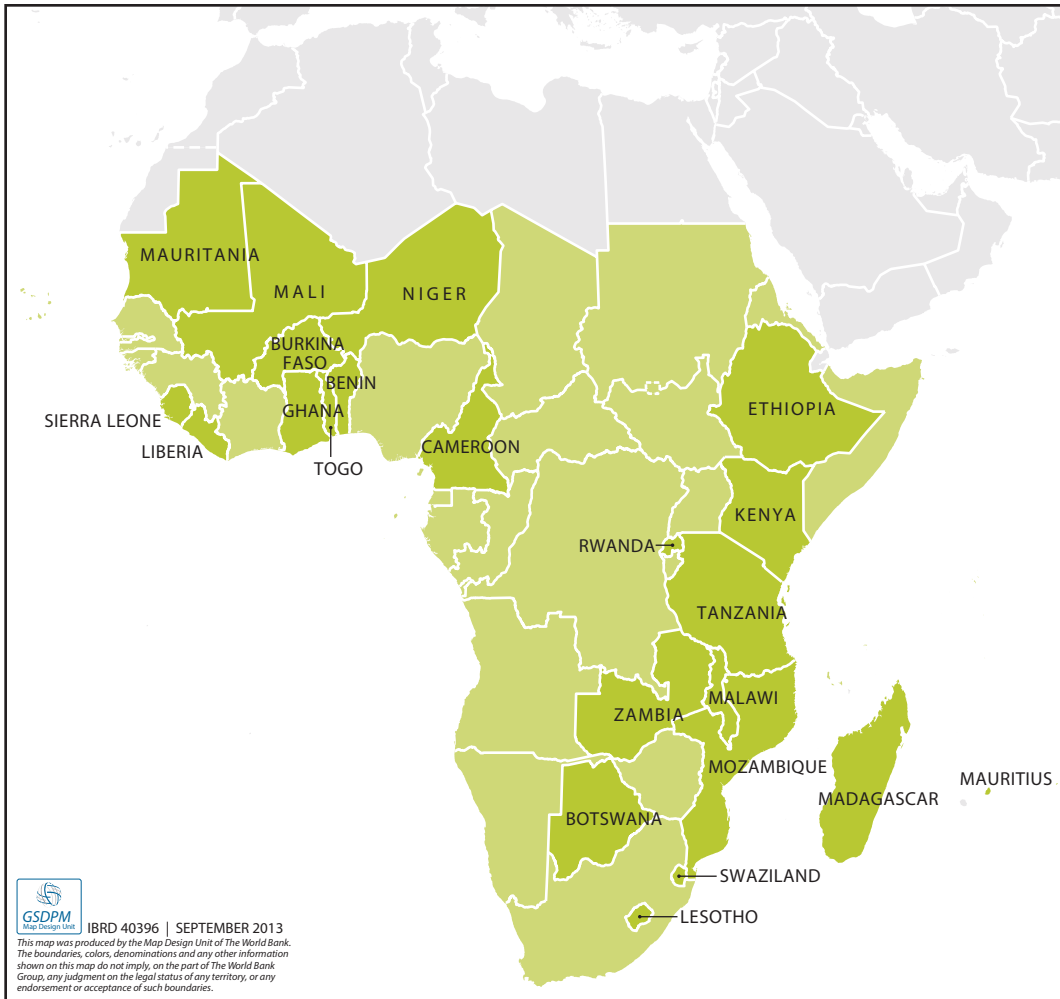 MAURITANIA
MALI
NIGER
BURKINA
FASO
BENIN
GHANA
SIERRA LEONE
LIBERIA
TOGO
CAMEROON
ETHIOPIA
KENYA
RWANDA
TANZANIA
MALAWI
ZAMBIA
MOZAMBIQUE
MAURITIUS
MADAGASCAR
BOTSWANA
SWAZILAND
LESOTHO
GSDPM
Map Design Unit
IBRD 40396 | SEPTEMBER 2013
This map was produced by the Map Design Unit of The World Bank.
The boundaries, colors, denominations and any other information
shown on this map do not imply, on the part of The World Bank
Group, any judgment on the legal status of any territory, or any
endorsement or acceptance of such boundaries.